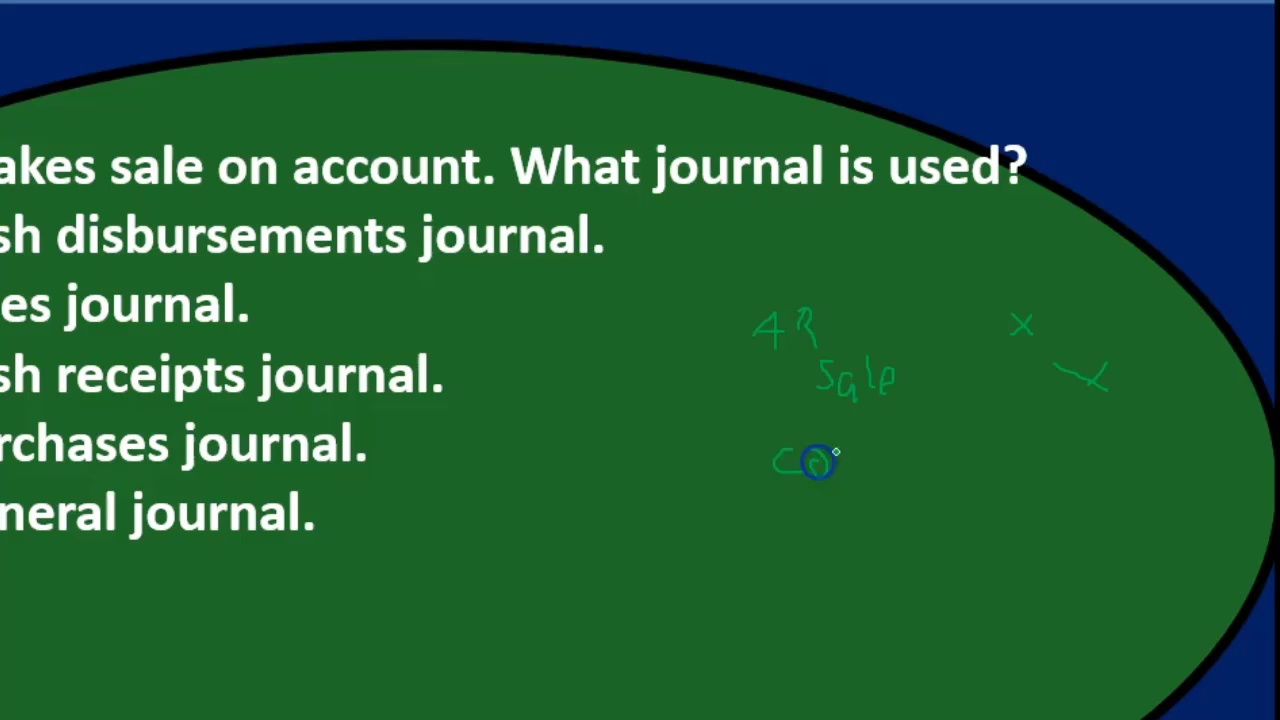 akes sale on account. What journal is used?
sh disbursements journal.
es journal.
sh receipts journal.
rchases journal.
neral journal.
AR X
Sale X